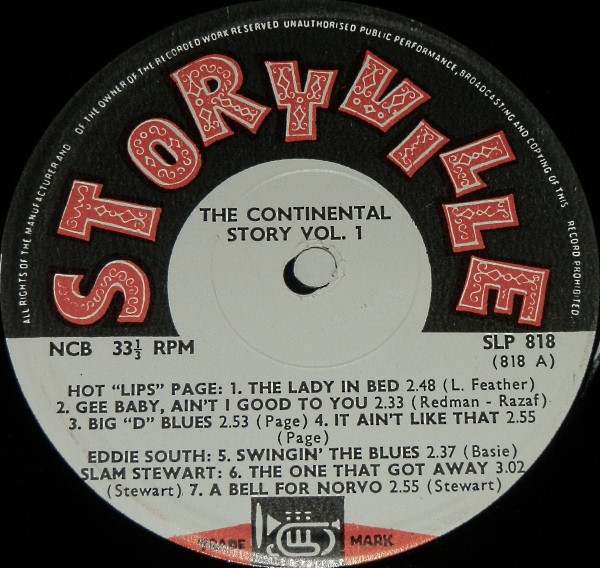 ALL RIGHTS OF THE MANUFACTURER AND OF THE OWNER OF THE RECORDED WORK RESERVED UNAUTHORISED PUBLIC PERFORMANCE, BROADCASTING AND COPYING OF THIS RECORD PROHIBITED.
STORYVILLE
THE CONTINENTAL
STORY VOL. 1
NCB 33⅓ RPM SLP 818
(818 A)
HOT "LIPS" PAGE: 1. THE LADY IN BED 2.48 (L. Feather)
2. GEE BABY, AIN'T I GOOD TO YOU 2.33 (Redman - Razaf)
3. BIG "D" BLUES 2.53 (Page) 4. IT AIN'T LIKE THAT 2.55
(Page)
EDDIE SOUTH: 5. SWINGIN' THE BLUES 2.37 (Basie)
SLAM STEWART: 6. THE ONE THAT GOT AWAY 3.02
(Stewart) 7. A BELL FOR NORVO 2.55 (Stewart)
TRADE MARK